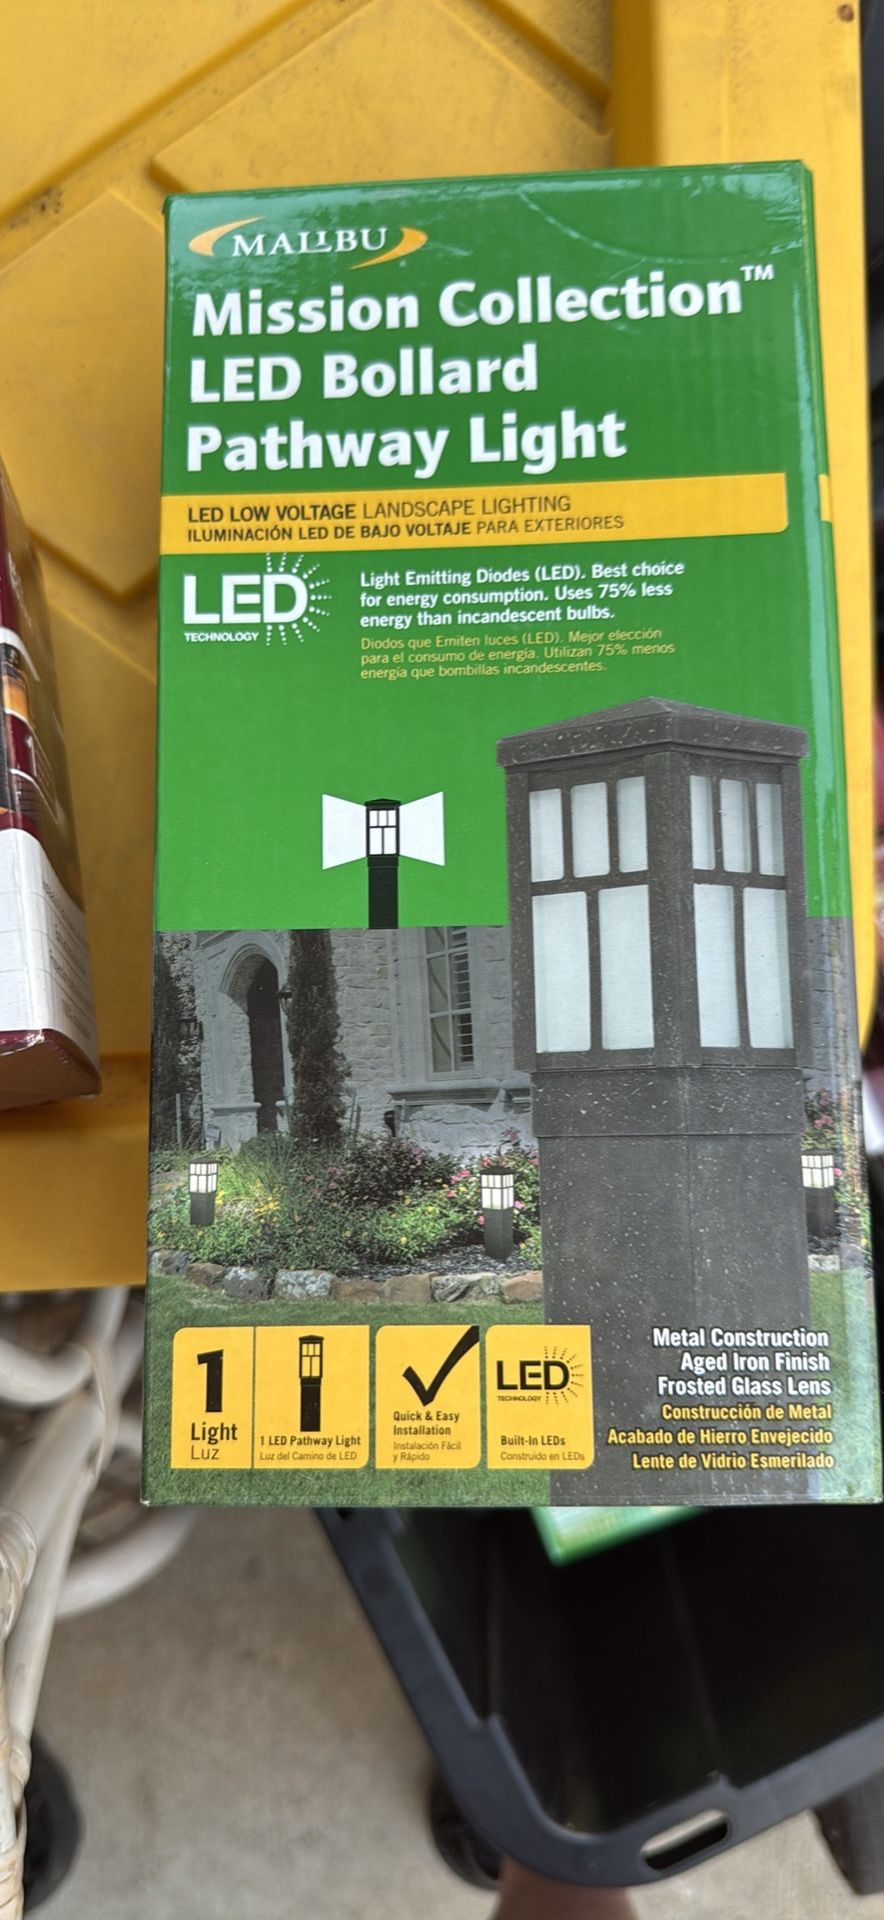 MALIBU
Mission Collection™
LED Bollard
Pathway Light
LED LOW VOLTAGE LANDSCAPE LIGHTING
ILUMINACIÓN LED DE BAJO VOLTAJE PARA EXTERIORES
LED
TECHNOLOGY
Light Emitting Diodes (LED). Best choice
for energy consumption. Uses 75% less
energy than incandescent bulbs.
Diodos que Emiten luces (LED). Mejor elección
para el consumo de energía. Utilizan 75% menos
energía que bombillas incandescentes.
1
Light
Luz
1 LED Pathway Light
Luz del Camino de LED
Quick & Easy
Installation
Instalación Fácil
y Rápido
LED
TECHNOLOGY
Built-In LEDs
Construido en LEDs
Metal Construction
Aged Iron Finish
Frosted Glass Lens
Construcción de Metal
Acabado de Hierro Envejecido
Lente de Vidrio Esmerilado